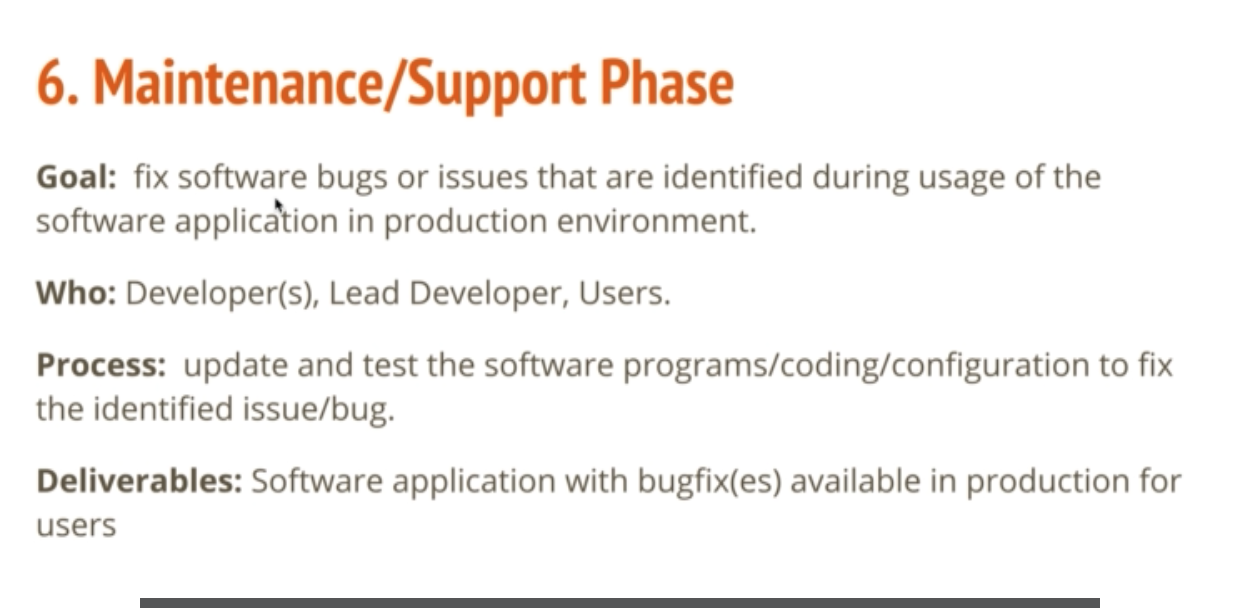 6. Maintenance/Support Phase
Goal: fix software bugs or issues that are identified during usage of the
software application in production environment.
Who: Developer(s), Lead Developer, Users.
Process: update and test the software programs/coding/configuration to fix
the identified issue/bug.
Deliverables: Software application with bugfix(es) available in production for
users